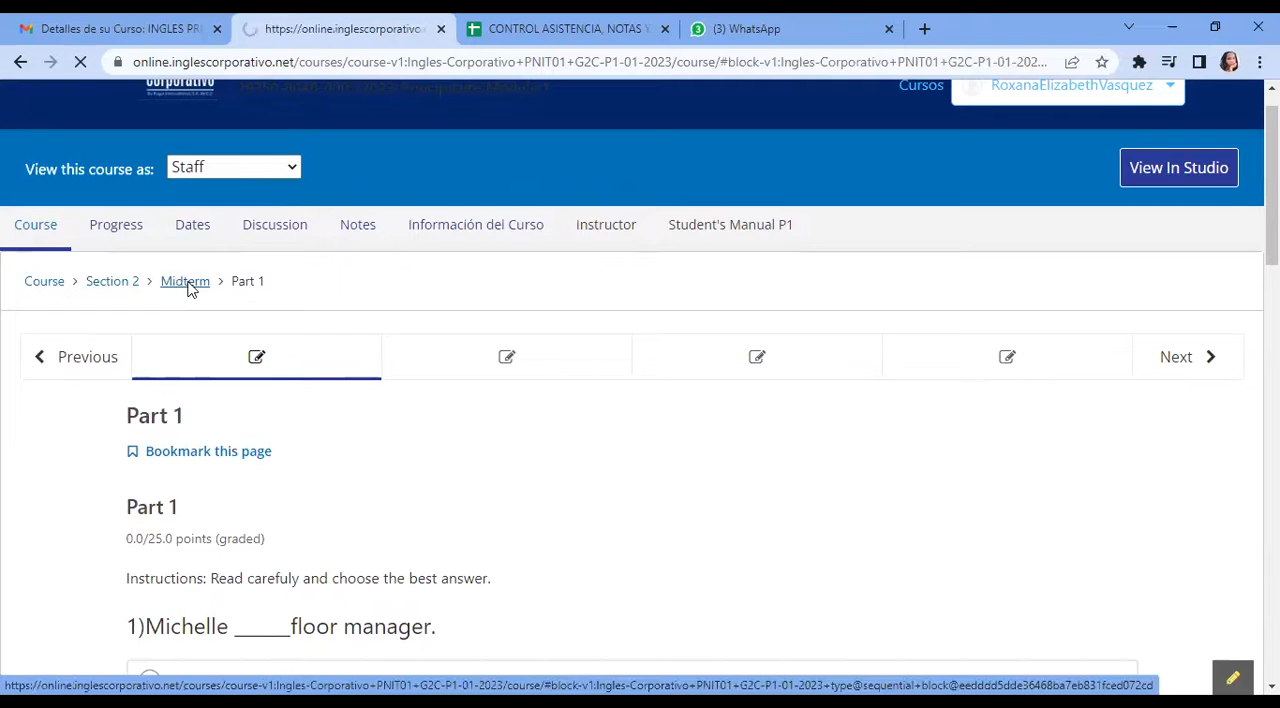 Detalles de su Curso: INGLES PRI
https://online.inglescorporativo.
CONTROL ASISTENCIA, NOTAS Y
(3) WhatsApp
online.inglescorporativo.net/courses/course-v1:Ingles-Corporativo+PNIT01+G2C-P1-01-2023/course/#block-v1:Ingles-Corporativo+PNIT01+G2C-P1-01-202...
corporativo
Cursos
RoxanaElizabethVasquez
View this course as:
Staff
View In Studio
Course
Progress
Dates
Discussion
Notes
Información del Curso
Instructor
Student's Manual P1
Course > Section 2 > Midterm > Part 1
Previous
Next
Part 1
Bookmark this page
Part 1
0.0/25.0 points (graded)
Instructions: Read carefuly and choose the best answer.
1)Michelle ______floor manager.
https://online.inglescorporativo.net/courses/course-v1:Ingles-Corporativo+PNIT01+G2C-P1-01-2023/course/#block-v1:Ingles-Corporativo+PNIT01+G2C-P1-01-2023+type@sequential+block@eedddd5dde36468ba7eb831fced072cd